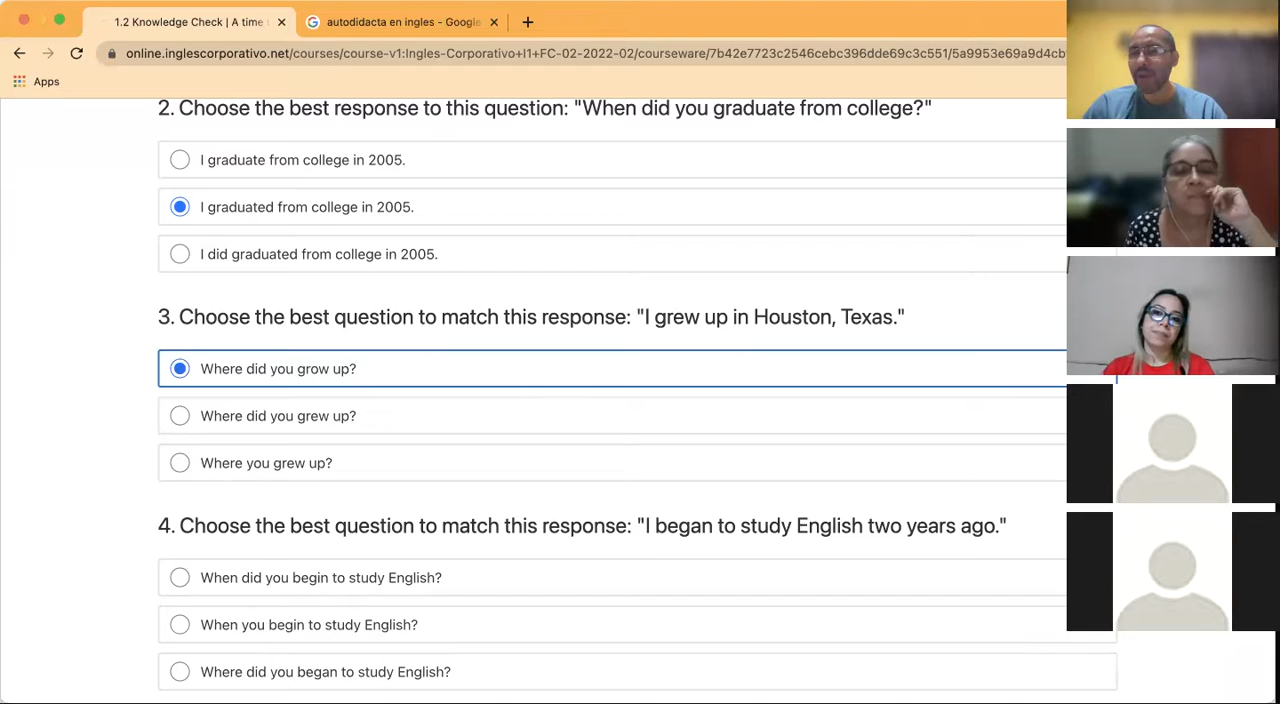 1.2 Knowledge Check | A time
autodidacta en ingles - Google
online.inglescorporativo.net/courses/course-v1:Ingles-Corporativo+I1+FC-02-2022-02/courseware/7b42e7723c2546cebc396dde69c3c551/5a9953e69a9d4cb
Apps
2. Choose the best response to this question: "When did you graduate from college?"
I graduate from college in 2005.
I graduated from college in 2005.
I did graduated from college in 2005.
3. Choose the best question to match this response: "I grew up in Houston, Texas."
Where did you grow up?
Where did you grew up?
Where you grew up?
4. Choose the best question to match this response: "I began to study English two years ago."
When did you begin to study English?
When you begin to study English?
Where did you began to study English?